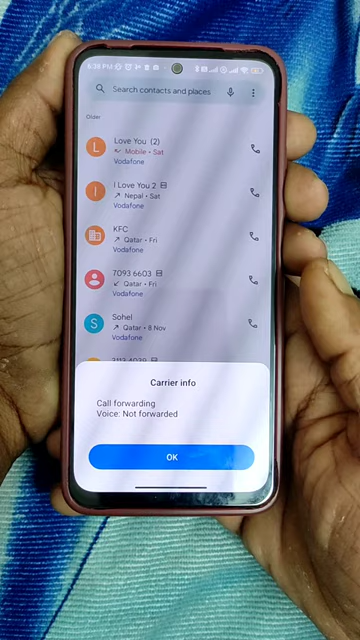 6:38 PM
Search contacts and places
Older
L
Love You (2)
Mobile • Sat
Vodafone
I
I Love You 2
Nepal • Sat
Vodafone
KFC
Qatar • Fri
Vodafone
7093 6603
Qatar • Fri
Vodafone
S
Sohel
Qatar • 8 Nov
Vodafone
Carrier info
Call forwarding
Voice: Not forwarded
OK